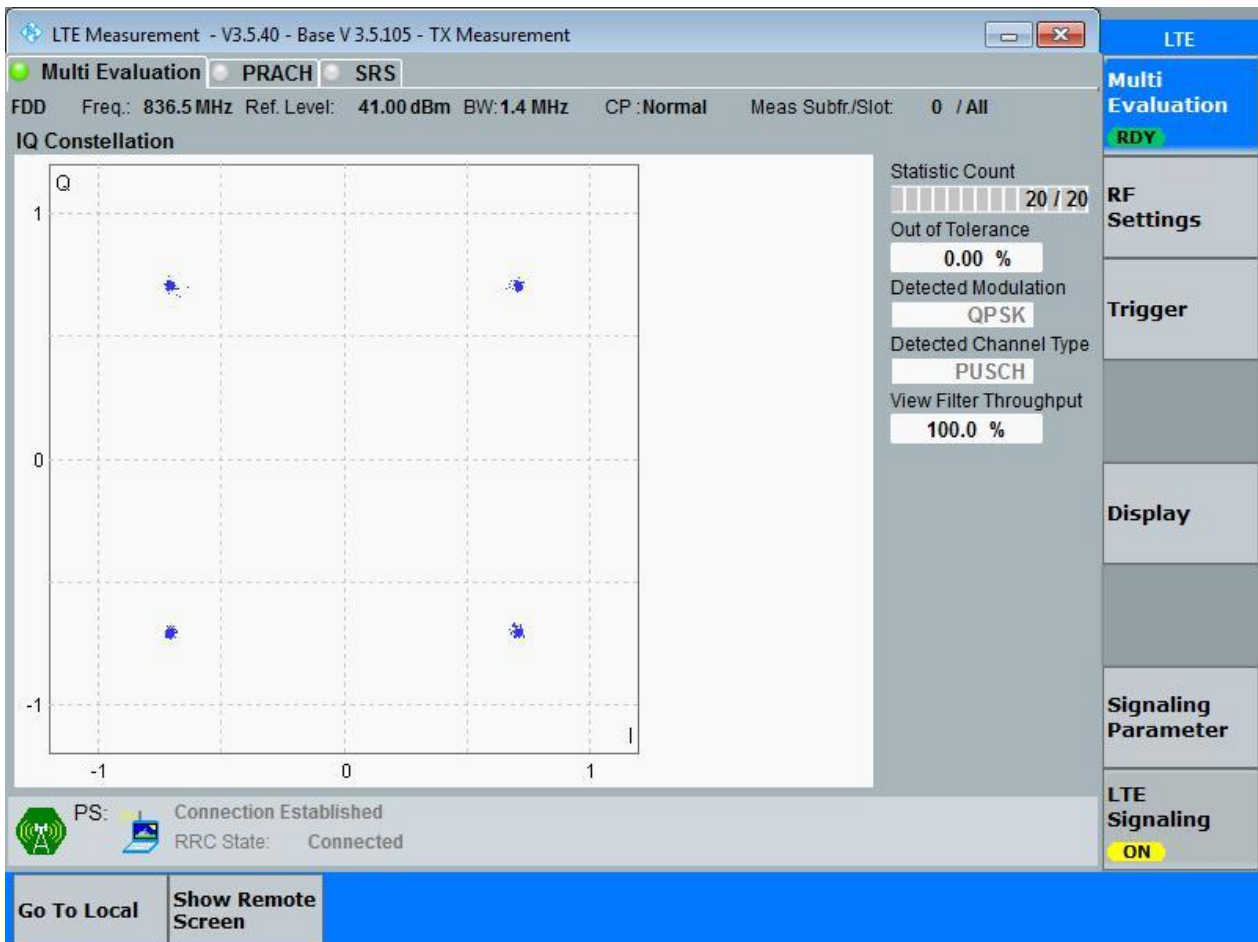 LTE Measurement - V3.5.40 - Base V 3.5.105 - TX Measurement
LTE
Multi Evaluation PRACH SRS
Multi
Evaluation
RDY
FDD Freq.: 836.5 MHz Ref. Level: 41.00 dBm BW: 1.4 MHz CP : Normal Meas Subfr./Slot: 0 / All
IQ Constellation
Q
1
0
-1
I
-1 0 1
Statistic Count
20 / 20
Out of Tolerance
0.00 %
Detected Modulation
QPSK
Detected Channel Type
PUSCH
View Filter Throughput
100.0 %
RF
Settings
Trigger
Display
Signaling
Parameter
LTE
Signaling
ON
PS: Connection Established
RRC State: Connected
Go To Local
Show Remote
Screen